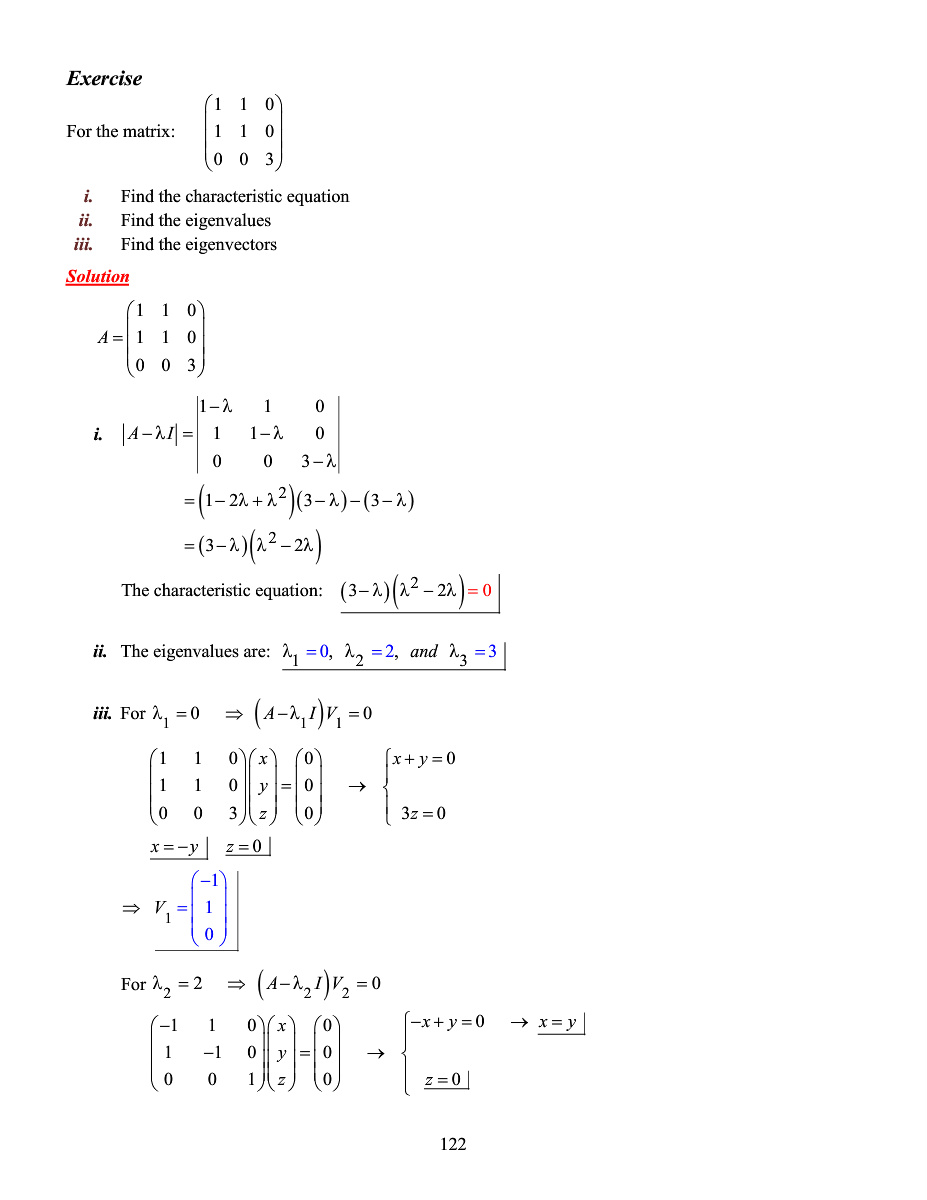 Exercise
For the matrix: $\begin{pmatrix} 1 & 1 & 0 \\ 1 & 1 & 0 \\ 0 & 0 & 3 \end{pmatrix}$
i. Find the characteristic equation
ii. Find the eigenvalues
iii. Find the eigenvectors
Solution
$A = \begin{pmatrix} 1 & 1 & 0 \\ 1 & 1 & 0 \\ 0 & 0 & 3 \end{pmatrix}$
i. $|A - \lambda I| = \begin{vmatrix} 1-\lambda & 1 & 0 \\ 1 & 1-\lambda & 0 \\ 0 & 0 & 3-\lambda \end{vmatrix}$
$= (1 - 2\lambda + \lambda^2)(3 - \lambda) - (3 - \lambda)$
$= (3 - \lambda)(\lambda^2 - 2\lambda)$
The characteristic equation: $(3 - \lambda)(\lambda^2 - 2\lambda) = 0$
ii. The eigenvalues are: $\lambda_1 = 0, \lambda_2 = 2, and \lambda_3 = 3$
iii. For $\lambda_1 = 0 \Rightarrow (A - \lambda_1 I)V_1 = 0$
$\begin{pmatrix} 1 & 1 & 0 \\ 1 & 1 & 0 \\ 0 & 0 & 3 \end{pmatrix} \begin{pmatrix} x \\ y \\ z \end{pmatrix} = \begin{pmatrix} 0 \\ 0 \\ 0 \end{pmatrix} \rightarrow \begin{cases} x + y = 0 \\ 3z = 0 \end{cases}$
$x = -y \quad z = 0$
$\Rightarrow V_1 = \begin{pmatrix} -1 \\ 1 \\ 0 \end{pmatrix}$
For $\lambda_2 = 2 \Rightarrow (A - \lambda_2 I)V_2 = 0$
$\begin{pmatrix} -1 & 1 & 0 \\ 1 & -1 & 0 \\ 0 & 0 & 1 \end{pmatrix} \begin{pmatrix} x \\ y \\ z \end{pmatrix} = \begin{pmatrix} 0 \\ 0 \\ 0 \end{pmatrix} \rightarrow \begin{cases} -x + y = 0 \rightarrow x = y \\ z = 0 \end{cases}$
122